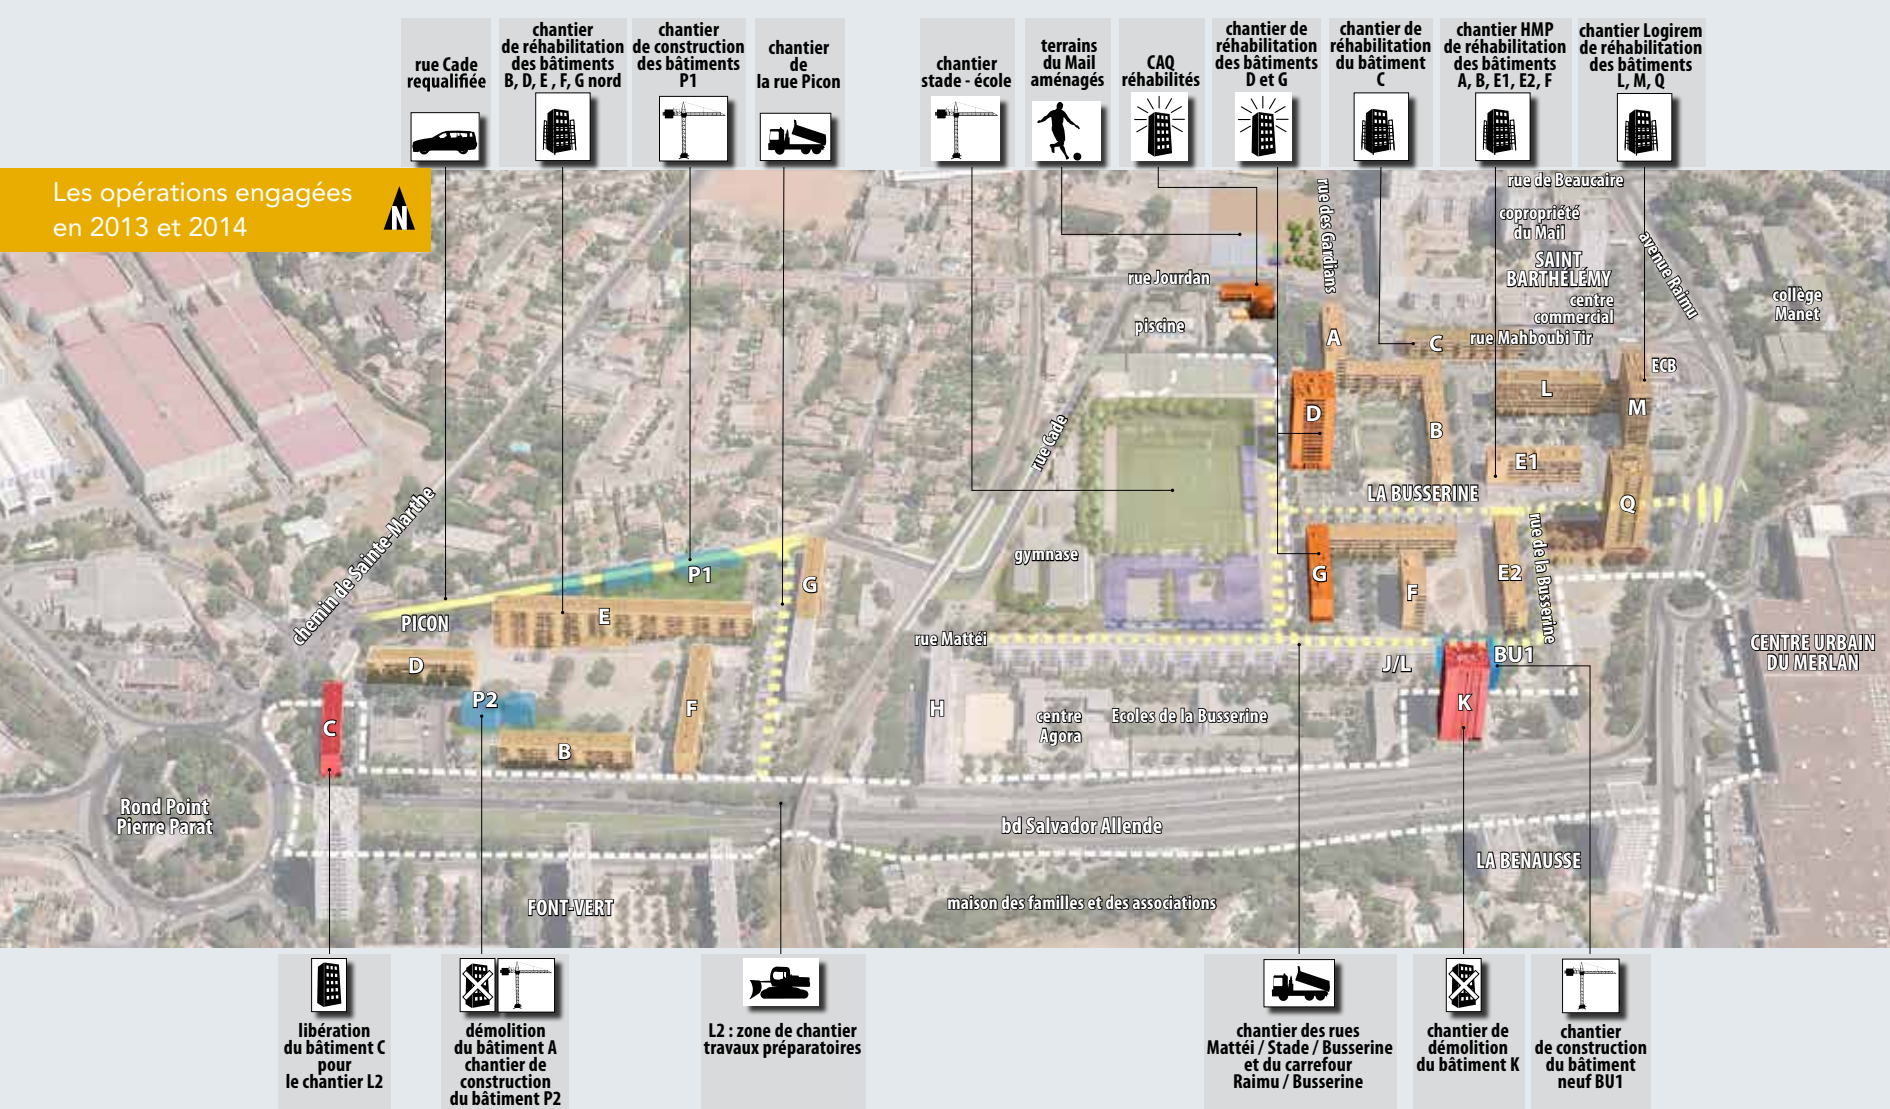 rue Cade
requalifiée
chantier
de réhabilitation
des bâtiments
B, D, E , F, G nord
chantier
de construction
des bâtiments
P1
chantier
de
la rue Picon
chantier
stade - école
terrains
du Mail
aménagés
CAQ
réhabilités
chantier de
réhabilitation
des bâtiments
D et G
chantier de
réhabilitation
du bâtiment
C
chantier HMP
de réhabilitation
des bâtiments
A, B, E1, E2, F
chantier Logirem
de réhabilitation
des bâtiments
L, M, Q
Les opérations engagées
en 2013 et 2014
N
rue de Beaucaire
copropriété
du Mail
SAINT
BARTHÉLÉMY
centre
commercial
rue Mahboubi Tir
rue des Gardians
avenue Raimu
collège
Manet
rue Jourdan
piscine
A
C
ECB
L
M
D
B
E1
LA BUSSERINE
Q
rue Cade
chemin de Sainte-Marthe
gymnase
P1
G
G
F
E2
rue de la Busserine
PICON
E
rue Mattéi
D
J/L
BU1
CENTRE URBAIN
DU MERLAN
P2
C
F
B
H
centre
Agora
Ecoles de la Busserine
K
Rond Point
Pierre Parat
bd Salvador Allende
LA BENAUSSE
FONT-VERT
maison des familles et des associations
libération
du bâtiment C
pour
le chantier L2
démolition
du bâtiment A
chantier de
construction
du bâtiment P2
L2 : zone de chantier
travaux préparatoires
chantier des rues
Mattéi / Stade / Busserine
et du carrefour
Raimu / Busserine
chantier de
démolition
du bâtiment K
chantier
de construction
du bâtiment
neuf BU1